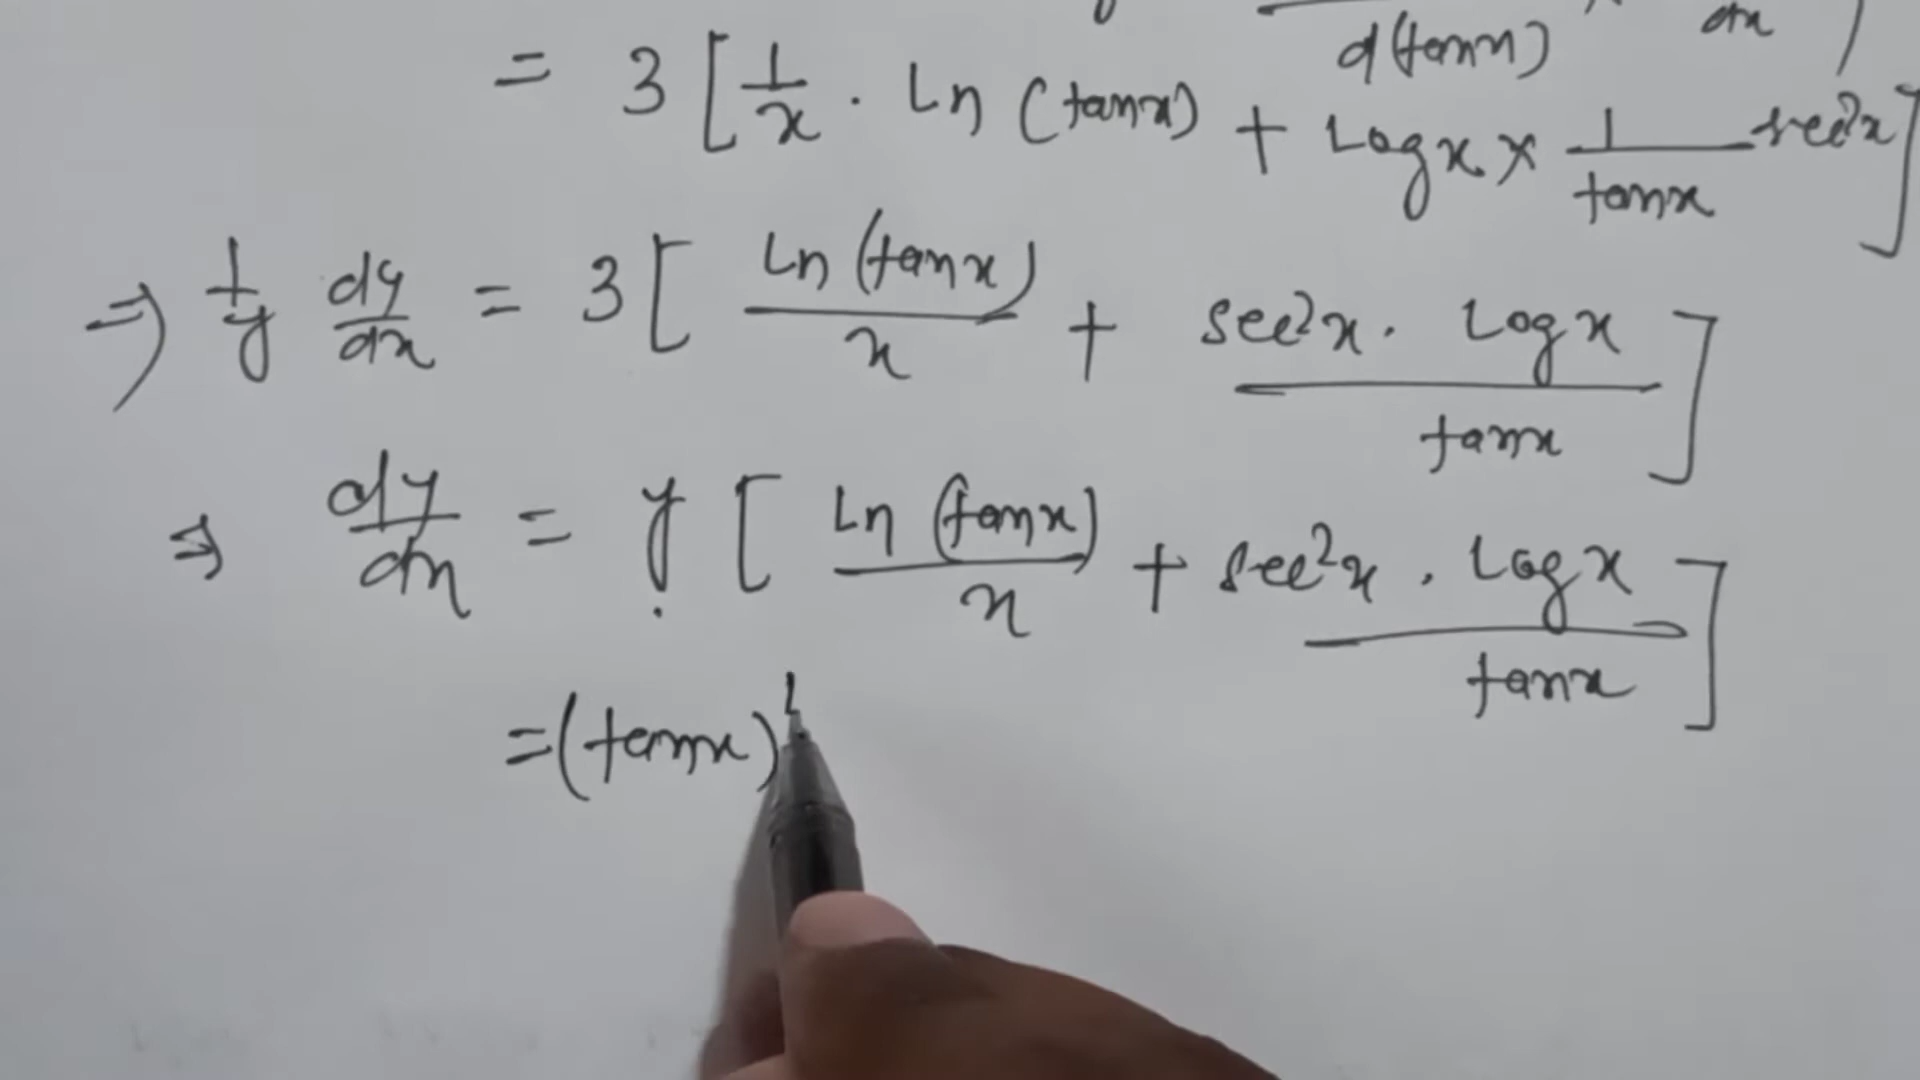 d(tanx) × dx )
= 3 [ 1/x . Ln (tanx) + Logx × 1/tanx sec²x ]
⇒ 1/y dy/dx = 3 [ Ln (tanx)/x + sec²x . Logx/tanx ]
⇒ dy/dx = y [ Ln (tanx)/x + sec²x . Logx/tanx ]
= (tanx)^L